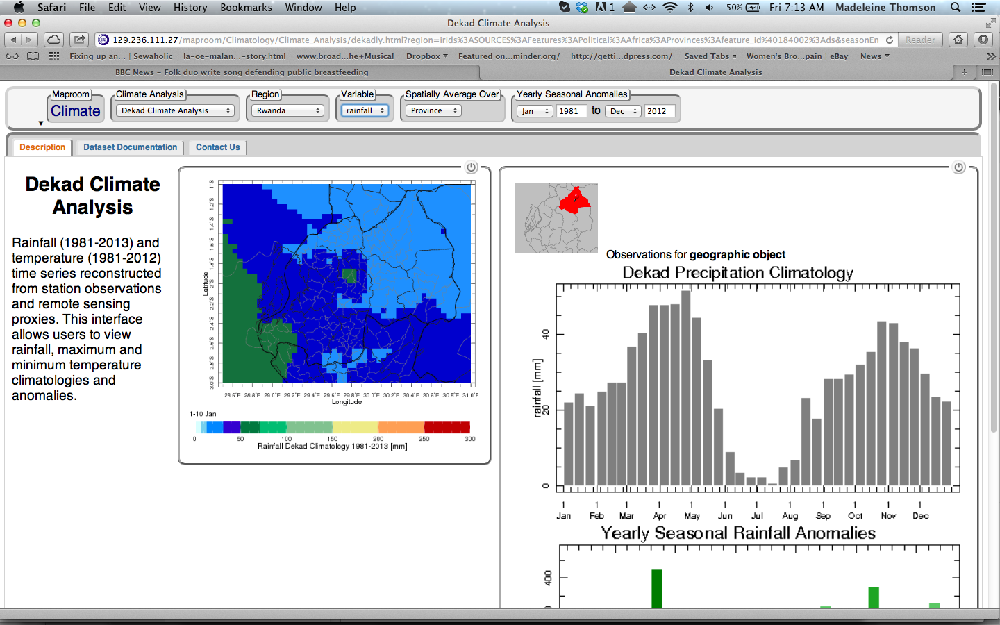 Safari File Edit View History Bookmarks Window Help 1 50% Fri 7:13 AM Madeleine Thomson
Dekad Climate Analysis
129.236.111.27/maproom/Climatology/Climate_Analysis/dekadly.html?region=irids%3ASOURCES%3AFeatures%3APolitical%3AAfrica%3AProvinces%3Afeature_id%40184002%3Ads&seasonEn Reader
Fixing up an... | Sewaholic la-oe-malan...-story.html www.broad...he+Musical Dropbox Featured on...minder.org/ http://getti...dpress.com/ Saved Tabs Women's Bro...pain | eBay News
BBC News – Folk duo write song defending public breastfeeding Dekad Climate Analysis
Maproom Climate Analysis Region Variable Spatially Average Over Yearly Seasonal Anomalies
Climate Dekad Climate Analysis Rwanda rainfall Province Jan 1981 to Dec 2012
Description Dataset Documentation Contact Us
Dekad Climate
Analysis
Rainfall (1981-2013) and
temperature (1981-2012)
time series reconstructed
from station observations
and remote sensing
proxies. This interface
allows users to view
rainfall, maximum and
minimum temperature
climatologies and
anomalies.
1°S
1.2°S
1.4°S
1.6°S
1.8°S
2°S
2.2°S
2.4°S
2.6°S
2.8°S
3.0°S
Latitude
28.6°E 28.8°E 29.0°E 29.2°E 29.4°E 29.6°E 29.8°E 30.0°E 30.2°E 30.4°E 30.6°E 30.8°E 31.0°E
Longitude
1-10 Jan
0 50 100 150 200 250 300
Rainfall Dekad Climatology 1981-2013 [mm]
Observations for geographic object
Dekad Precipitation Climatology
40
20
0
rainfall [mm]
1 1 1 1 1 1 1 1 1 1 1 1
Jan Feb Mar Apr May Jun Jul Aug Sep Oct Nov Dec
Yearly Seasonal Rainfall Anomalies
400